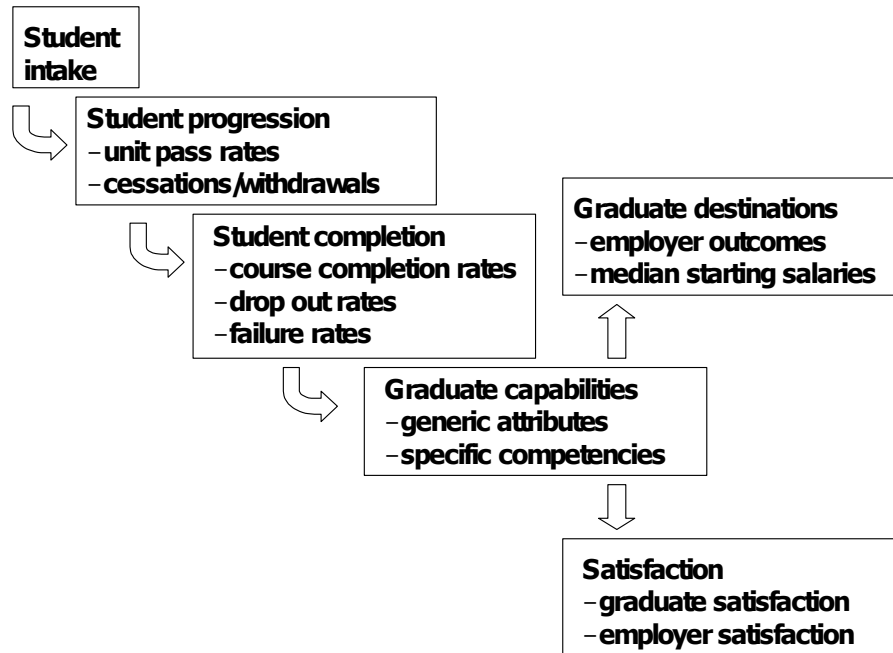 Student
intake
Student progression
–unit pass rates
–cessations/withdrawals
Student completion
–course completion rates
–drop out rates
–failure rates
Graduate destinations
–employer outcomes
–median starting salaries
Graduate capabilities
–generic attributes
–specific competencies
Satisfaction
–graduate satisfaction
–employer satisfaction